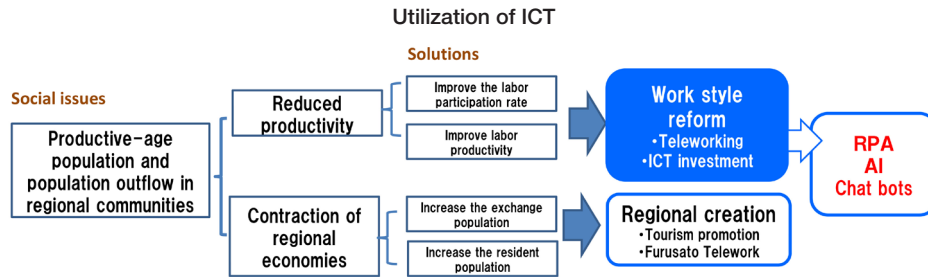 Utilization of ICT
Solutions
Social issues
Productive-age
population and
population outflow in
regional communities
Reduced
productivity
Improve the labor
participation rate
Improve labor
productivity
Work style
reform
•Teleworking
•ICT investment
RPA
AI
Chat bots
Contraction of
regional
economies
Increase the exchange
population
Increase the resident
population
Regional creation
•Tourism promotion
•Furusato Telework